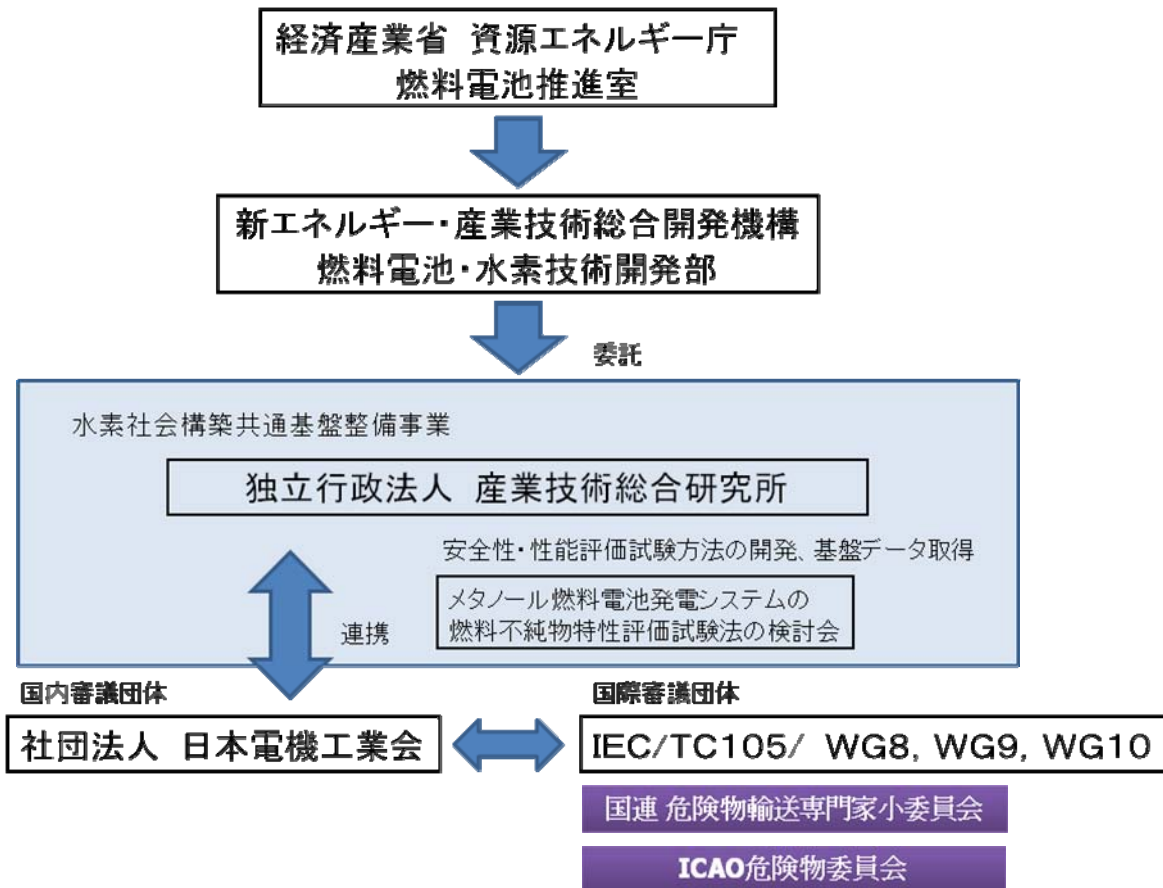 経済産業省 資源エネルギー庁
燃料電池推進室
新エネルギー・産業技術総合開発機構
燃料電池・水素技術開発部
委託
水素社会構築共通基盤整備事業
独立行政法人 産業技術総合研究所
安全性・性能評価試験方法の開発、基盤データ取得
メタノール燃料電池発電システムの
燃料不純物特性評価試験法の検討会
連携
国内審議団体
国際審議団体
社団法人 日本電機工業会
IEC/TC105/ WG8, WG9, WG10
国連 危険物輸送専門家小委員会
ICAO危険物委員会